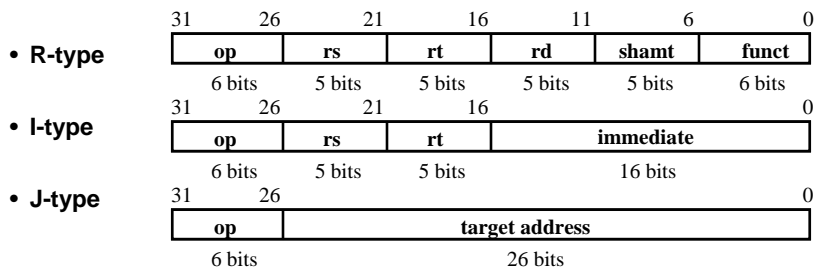 31 26 21 16 11 6 0
• R-type op rs rt rd shamt funct
6 bits 5 bits 5 bits 5 bits 5 bits 6 bits
31 26 21 16 0
• I-type op rs rt immediate
6 bits 5 bits 5 bits 16 bits
31 26 0
• J-type op target address
6 bits 26 bits